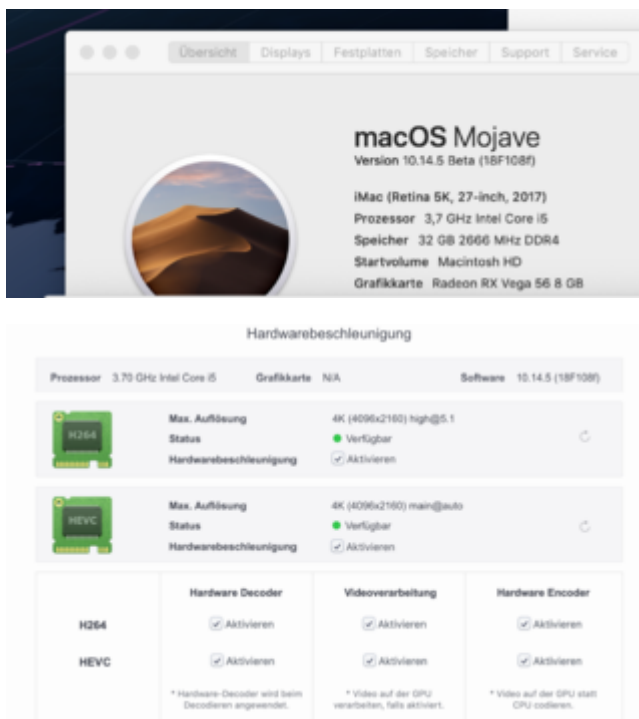 Übersicht Displays Festplatten Speicher Support Service
macOS Mojave
Version 10.14.5 Beta (18F108f)
iMac (Retina 5K, 27-inch, 2017)
Prozessor 3,7 GHz Intel Core i5
Speicher 32 GB 2666 MHz DDR4
Startvolume Macintosh HD
Grafikkarte Radeon RX Vega 56 8 GB
Hardwarebeschleunigung
Prozessor 3.70 GHz Intel Core i5 Grafikkarte N/A Software 10.14.5 (18F108f)
H264
Max. Auflösung 4K (4096x2160) high@5.1
Status Verfügbar
Hardwarebeschleunigung Aktivieren
HEVC
Max. Auflösung 4K (4096x2160) main@auto
Status Verfügbar
Hardwarebeschleunigung Aktivieren
Hardware Decoder Videoverarbeitung Hardware Encoder
H264 Aktivieren Aktivieren Aktivieren
HEVC Aktivieren Aktivieren Aktivieren
* Hardware-Decoder wird beim * Video auf der GPU * Video auf der GPU statt
Decodieren angewendet. verarbeiten, falls aktiviert. CPU codieren.